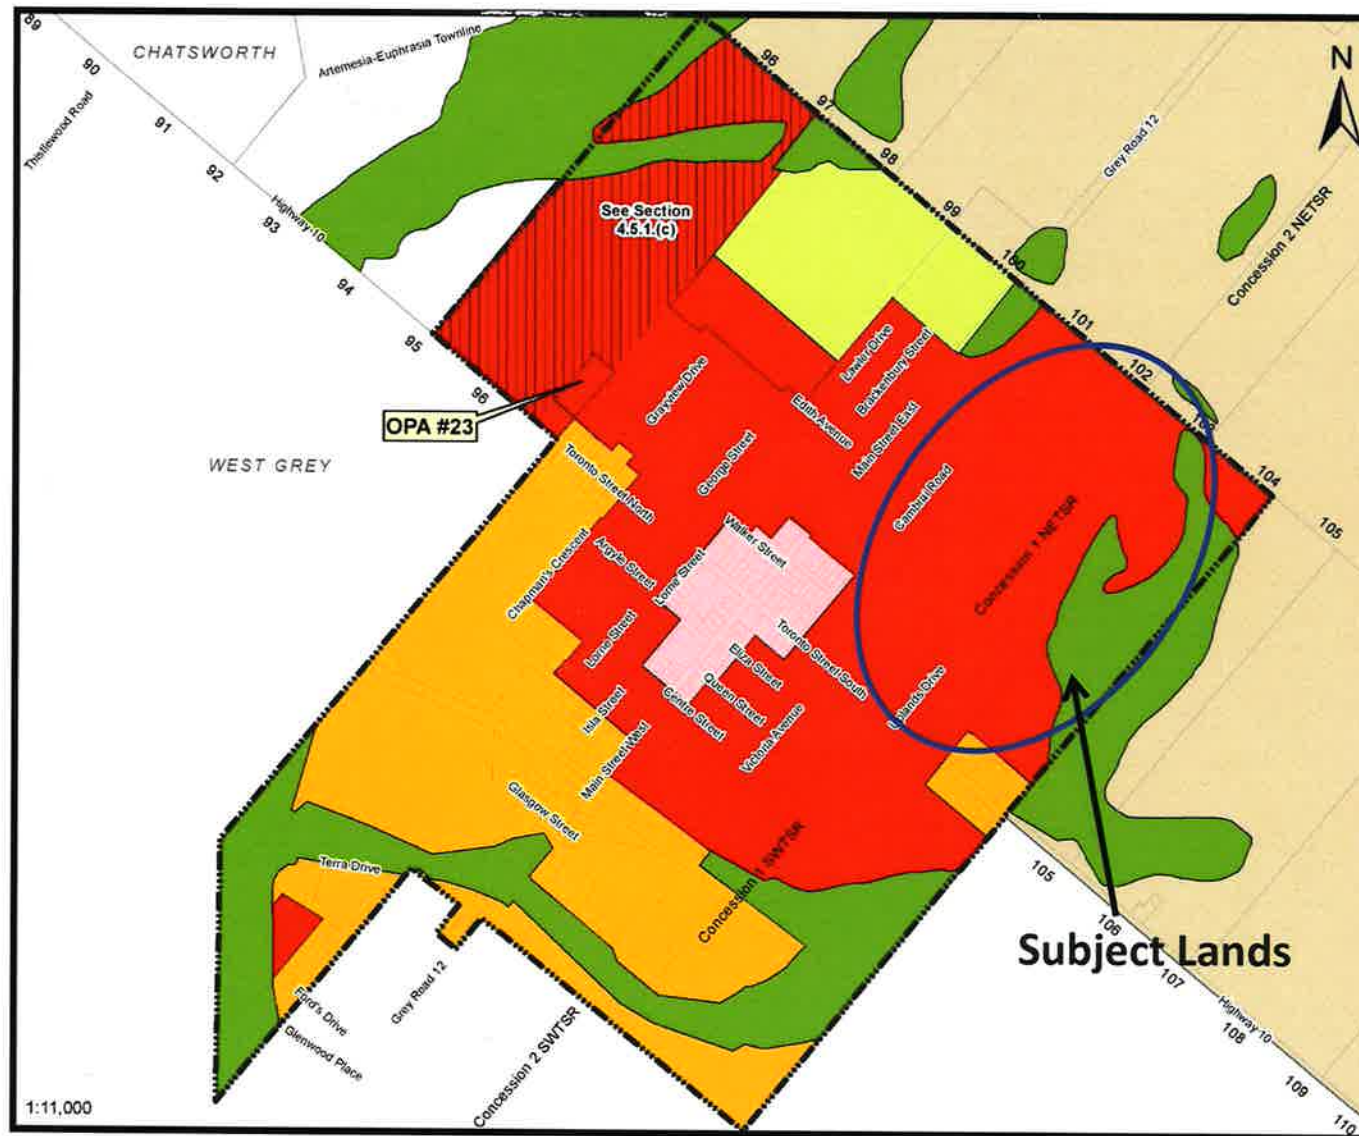 89
90
91
92
93
94
95
96
CHATSWORTH
Artemesia-Euphrasia Townline
Thistlewood Road
Highway 10
96
97
98
99
100
101
102
103
104
105
N
Grey Road 12
Concession 2 NETSR
See Section
4.5.1.(c)
OPA #23
WEST GREY
Lawler Drive
Brackenbury Street
Edith Avenue
Main Street East
Grayview Drive
George Street
Toronto Street North
Cambrai Road
Concession 1 NETSR
Walker Street
Argyle Street
Lorne Street
Chapman's Crescent
Lorne Street
Eliza Street
Toronto Street South
Queen Street
Centre Street
Isla Street
Victoria Avenue
Uplands Drive
Main Street West
Glasgow Street
Concession 1 SWTSR
Terra Drive
Ford's Drive
Glenwood Place
Grey Road 12
Concession 2 SWTSR
Subject Lands
105
106
107
Highway 10
108
109
110
1:11,000